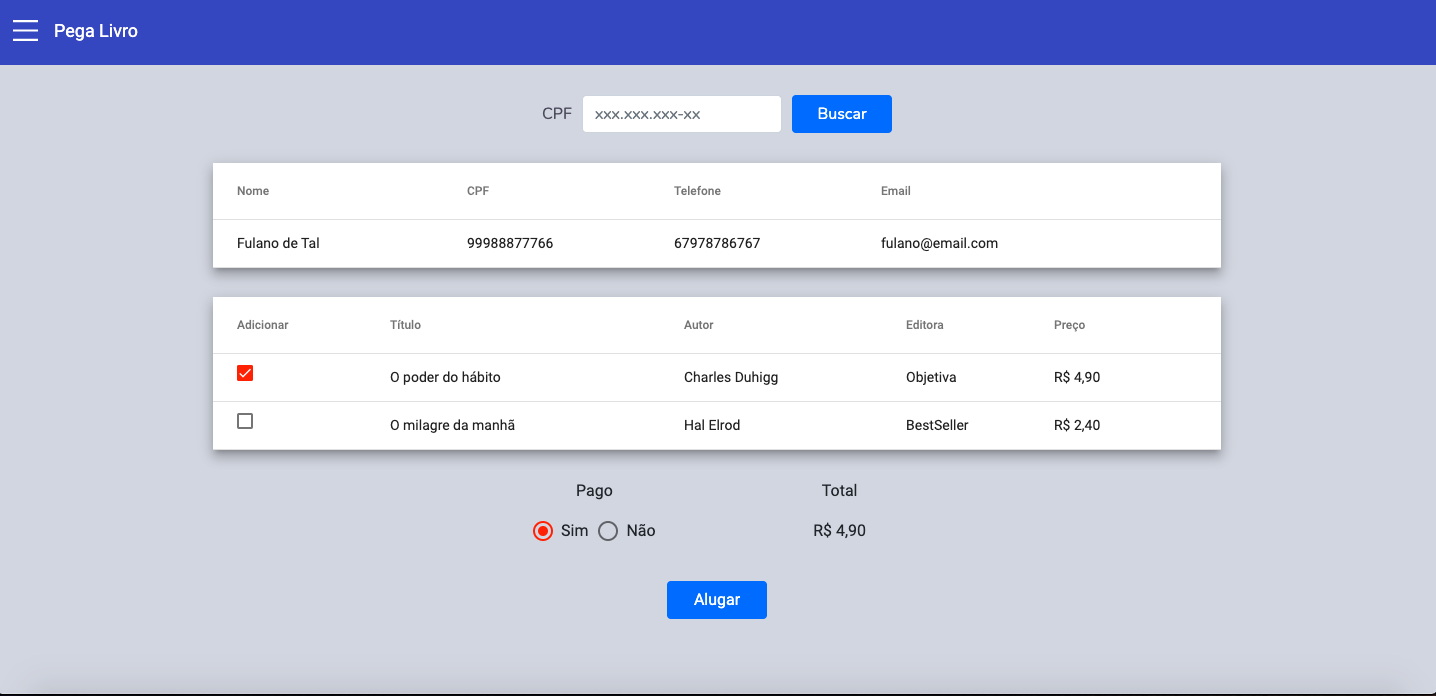 Pega Livro
CPF xxx.xxx.xxx-xx Buscar
Nome CPF Telefone Email
Fulano de Tal 99988877766 67978786767 fulano@email.com
Adicionar Título Autor Editora Preço
O poder do hábito Charles Duhigg Objetiva R$ 4,90
O milagre da manhã Hal Elrod BestSeller R$ 2,40
Pago Total
Sim Não R$ 4,90
Alugar